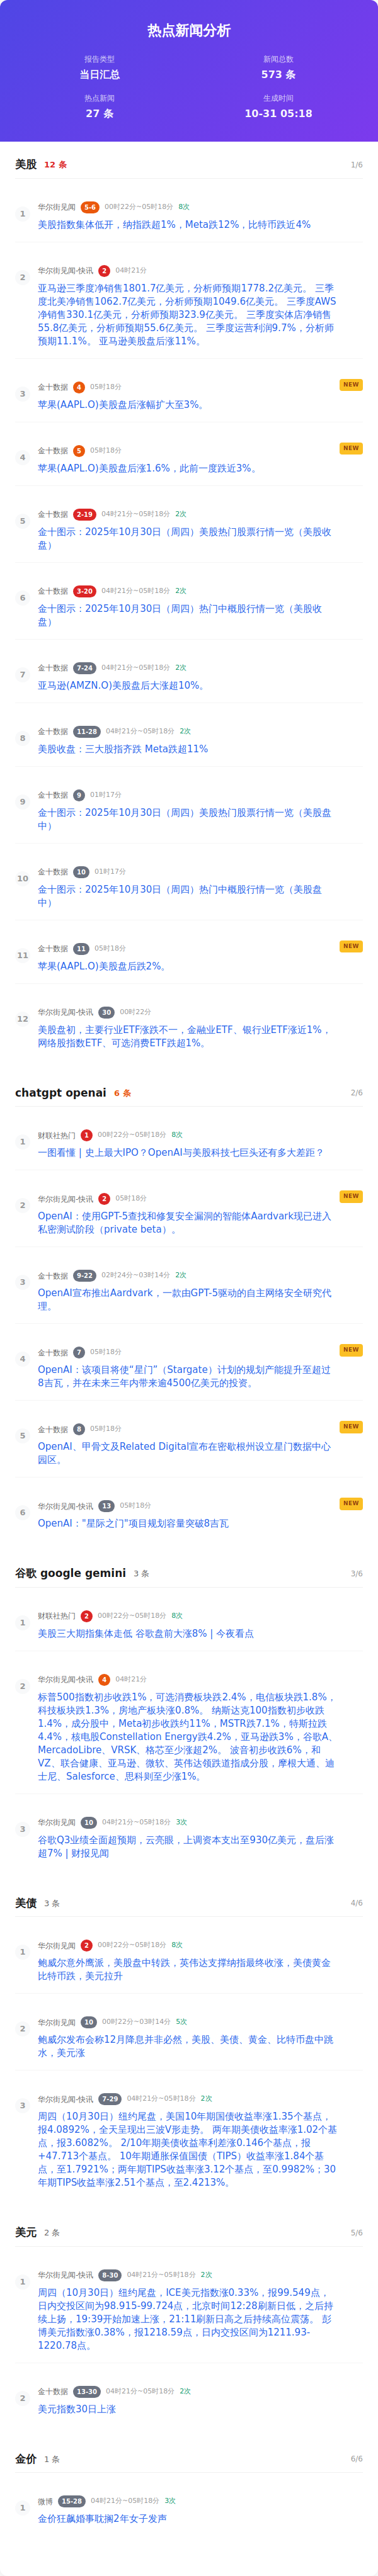 热点新闻分析
报告类型
当日汇总
新闻总数
573 条
热点新闻
27 条
生成时间
10-31 05:18
美股 12 条 1/6
1 华尔街见闻 5-6 00时22分~05时18分 8次
美股指数集体低开，纳指跌超1%，Meta跌12%，比特币跌近4%
2 华尔街见闻-快讯 2 04时21分
亚马逊三季度净销售1801.7亿美元，分析师预期1778.2亿美元。 三季
度北美净销售1062.7亿美元，分析师预期1049.6亿美元。 三季度AWS
净销售330.1亿美元，分析师预期323.9亿美元。 三季度实体店净销售
55.8亿美元，分析师预期55.6亿美元。 三季度运营利润9.7%，分析师
预期11.1%。 亚马逊美股盘后涨11%。
3 金十数据 4 05时18分 NEW
苹果(AAPL.O)美股盘后涨幅扩大至3%。
4 金十数据 5 05时18分 NEW
苹果(AAPL.O)美股盘后涨1.6%，此前一度跌近3%。
5 金十数据 2-19 04时21分~05时18分 2次
金十图示：2025年10月30日（周四）美股热门股票行情一览（美股收
盘）
6 金十数据 3-20 04时21分~05时18分 2次
金十图示：2025年10月30日（周四）热门中概股行情一览（美股收
盘）
7 金十数据 7-24 04时21分~05时18分 2次
亚马逊(AMZN.O)美股盘后大涨超10%。
8 金十数据 11-28 04时21分~05时18分 2次
美股收盘：三大股指齐跌 Meta跌超11%
9 金十数据 9 01时17分
金十图示：2025年10月30日（周四）美股热门股票行情一览（美股盘
中）
10 金十数据 10 01时17分
金十图示：2025年10月30日（周四）热门中概股行情一览（美股盘
中）
11 金十数据 11 05时18分 NEW
苹果(AAPL.O)美股盘后跌2%。
12 华尔街见闻-快讯 30 00时22分
美股盘初，主要行业ETF涨跌不一，金融业ETF、银行业ETF涨近1%，
网络股指数ETF、可选消费ETF跌超1%。
chatgpt openai 6 条 2/6
1 财联社热门 1 00时22分~05时18分 8次
一图看懂 | 史上最大IPO？OpenAI与美股科技七巨头还有多大差距？
2 华尔街见闻-快讯 2 05时18分 NEW
OpenAI：使用GPT-5查找和修复安全漏洞的智能体Aardvark现已进入
私密测试阶段（private beta）。
3 金十数据 9-22 02时24分~03时14分 2次
OpenAI宣布推出Aardvark，一款由GPT-5驱动的自主网络安全研究代
理。
4 金十数据 7 05时18分 NEW
OpenAI：该项目将使“星门”（Stargate）计划的规划产能提升至超过
8吉瓦，并在未来三年内带来逾4500亿美元的投资。
5 金十数据 8 05时18分 NEW
OpenAI、甲骨文及Related Digital宣布在密歇根州设立星门数据中心
园区。
6 华尔街见闻-快讯 13 05时18分 NEW
OpenAI："星际之门"项目规划容量突破8吉瓦
谷歌 google gemini 3 条 3/6
1 财联社热门 2 00时22分~05时18分 8次
美股三大期指集体走低 谷歌盘前大涨8% | 今夜看点
2 华尔街见闻-快讯 4 04时21分
标普500指数初步收跌1%，可选消费板块跌2.4%，电信板块跌1.8%，
科技板块跌1.3%，房地产板块涨0.8%。 纳斯达克100指数初步收跌
1.4%，成分股中，Meta初步收跌约11%，MSTR跌7.1%，特斯拉跌
4.4%，核电股Constellation Energy跌4.2%，亚马逊跌3%，谷歌A、
MercadoLibre、VRSK、格芯至少涨超2%。 波音初步收跌6%，和
VZ、联合健康、亚马逊、微软、英伟达领跌道指成分股，摩根大通、迪
士尼、Salesforce、思科则至少涨1%。
3 华尔街见闻 10 04时21分~05时18分 3次
谷歌Q3业绩全面超预期，云亮眼，上调资本支出至930亿美元，盘后涨
超7% | 财报见闻
美债 3 条 4/6
1 华尔街见闻 2 00时22分~05时18分 8次
鲍威尔意外鹰派，美股盘中转跌，英伟达支撑纳指最终收涨，美债黄金
比特币跌，美元拉升
2 华尔街见闻 10 00时22分~03时14分 5次
鲍威尔发布会称12月降息并非必然，美股、美债、黄金、比特币盘中跳
水，美元涨
3 华尔街见闻-快讯 7-29 04时21分~05时18分 2次
周四（10月30日）纽约尾盘，美国10年期国债收益率涨1.35个基点，
报4.0892%，全天呈现出三波V形走势。 两年期美债收益率涨1.02个基
点，报3.6082%。 2/10年期美债收益率利差涨0.146个基点，报
+47.713个基点。 10年期通胀保值国债（TIPS）收益率涨1.84个基
点，至1.7921%；两年期TIPS收益率涨3.12个基点，至0.9982%；30
年期TIPS收益率涨2.51个基点，至2.4213%。
美元 2 条 5/6
1 华尔街见闻-快讯 8-30 04时21分~05时18分 2次
周四（10月30日）纽约尾盘，ICE美元指数涨0.33%，报99.549点，
日内交投区间为98.915-99.724点，北京时间12:28刷新日低，之后持
续上扬，19:39开始加速上涨，21:11刷新日高之后持续高位震荡。 彭
博美元指数涨0.38%，报1218.59点，日内交投区间为1211.93-
1220.78点。
2 金十数据 13-30 04时21分~05时18分 2次
美元指数30日上涨
金价 1 条 6/6
1 微博 15-28 04时21分~05时18分 3次
金价狂飙婚事耽搁2年女子发声